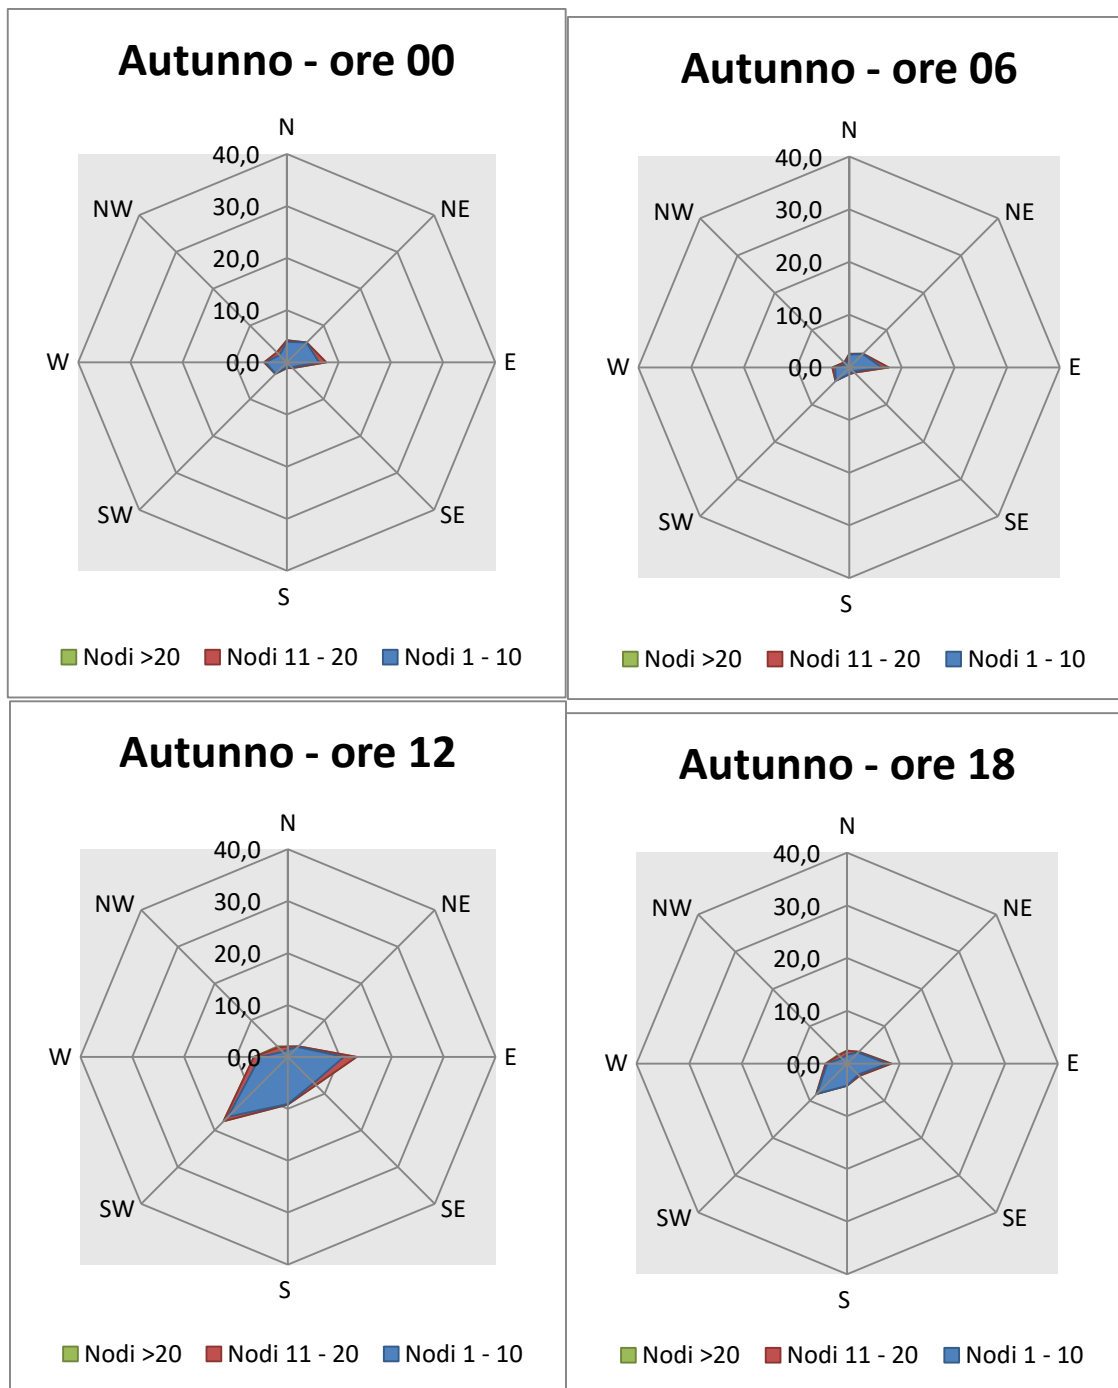 Autunno - ore 00
N
40,0
NW
NE
30,0
20,0
10,0
W
0,0
E
SW
SE
S
Nodi >20 Nodi 11 - 20 Nodi 1 - 10
Autunno - ore 06
N
40,0
NW
NE
30,0
20,0
10,0
W
0,0
E
SW
SE
S
Nodi >20 Nodi 11 - 20 Nodi 1 - 10
Autunno - ore 12
N
40,0
NW
NE
30,0
20,0
10,0
W
0,0
E
SW
SE
S
Nodi >20 Nodi 11 - 20 Nodi 1 - 10
Autunno - ore 18
N
40,0
NW
NE
30,0
20,0
10,0
W
0,0
E
SW
SE
S
Nodi >20 Nodi 11 - 20 Nodi 1 - 10